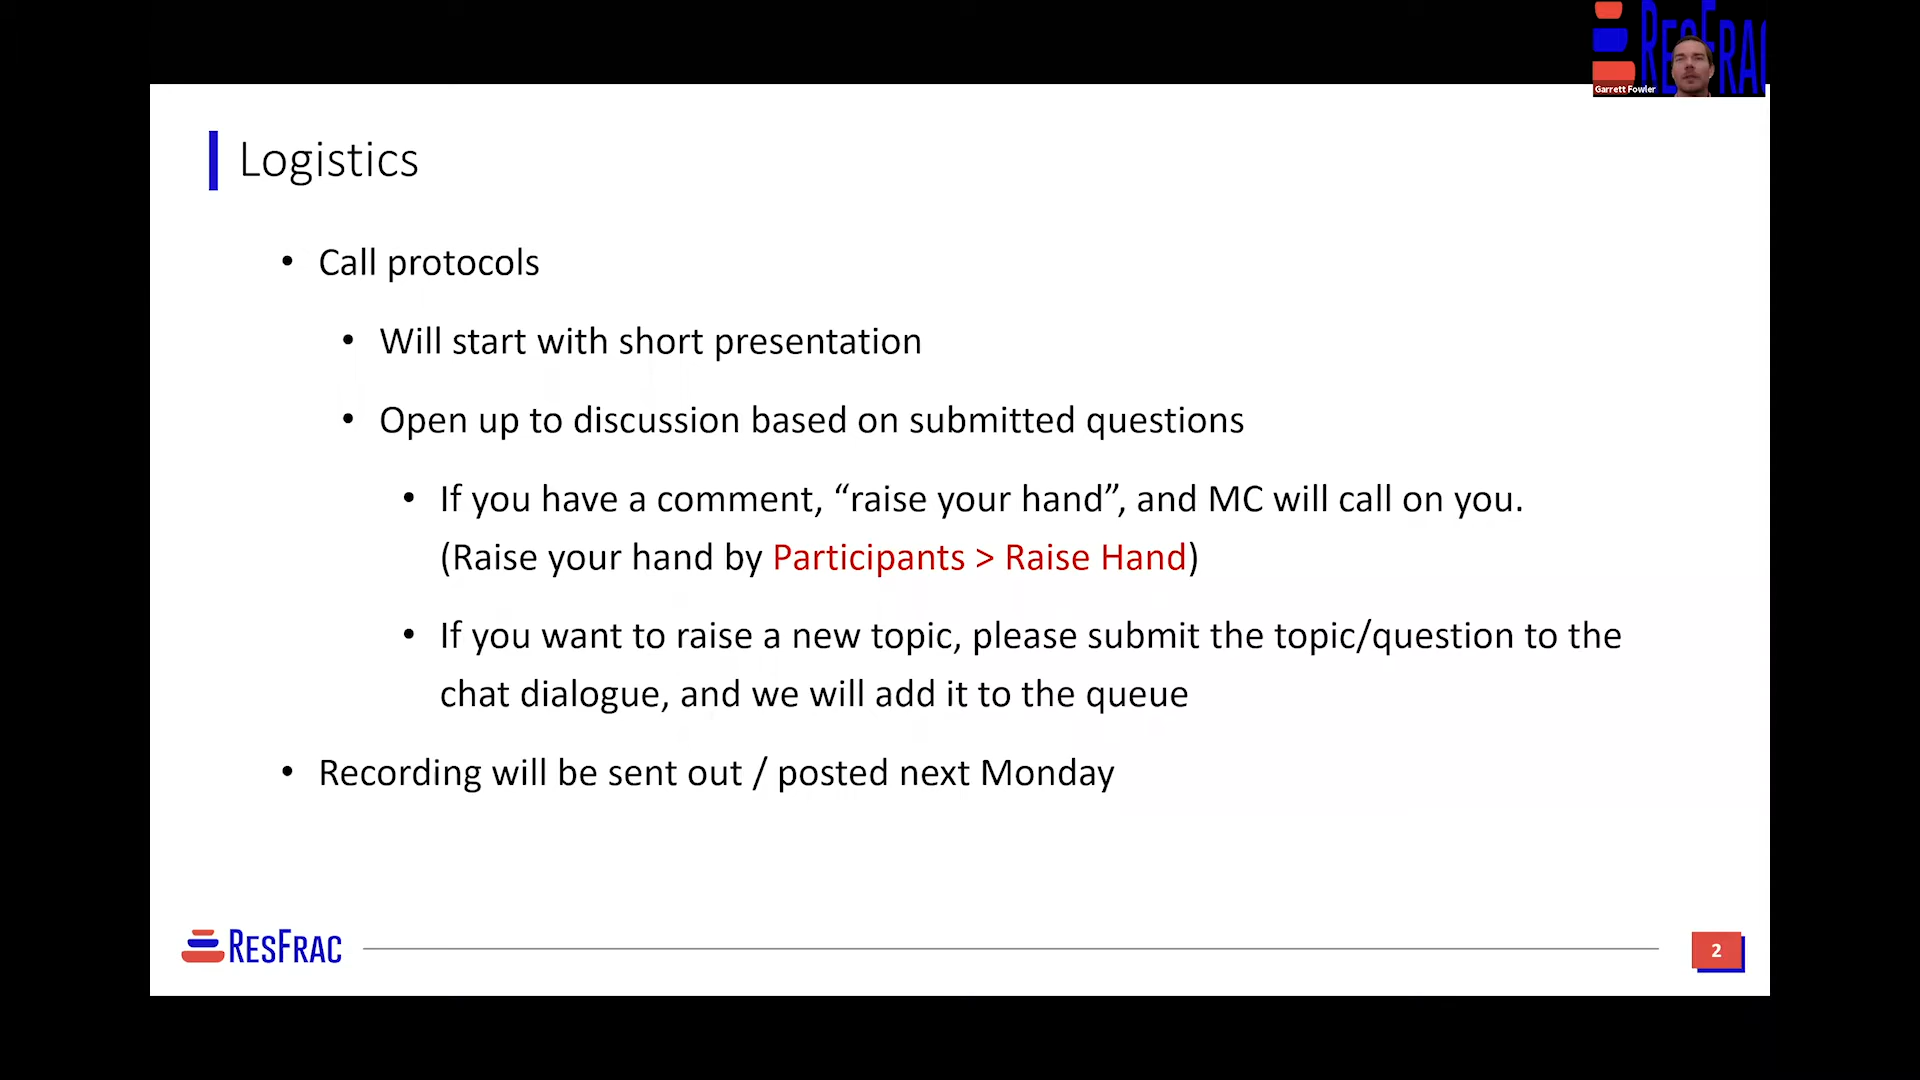 RESFRAC
Garrett Fowler
Logistics
• Call protocols
• Will start with short presentation
• Open up to discussion based on submitted questions
• If you have a comment, “raise your hand”, and MC will call on you.
(Raise your hand by Participants > Raise Hand)
• If you want to raise a new topic, please submit the topic/question to the
chat dialogue, and we will add it to the queue
• Recording will be sent out / posted next Monday
RESFRAC
2